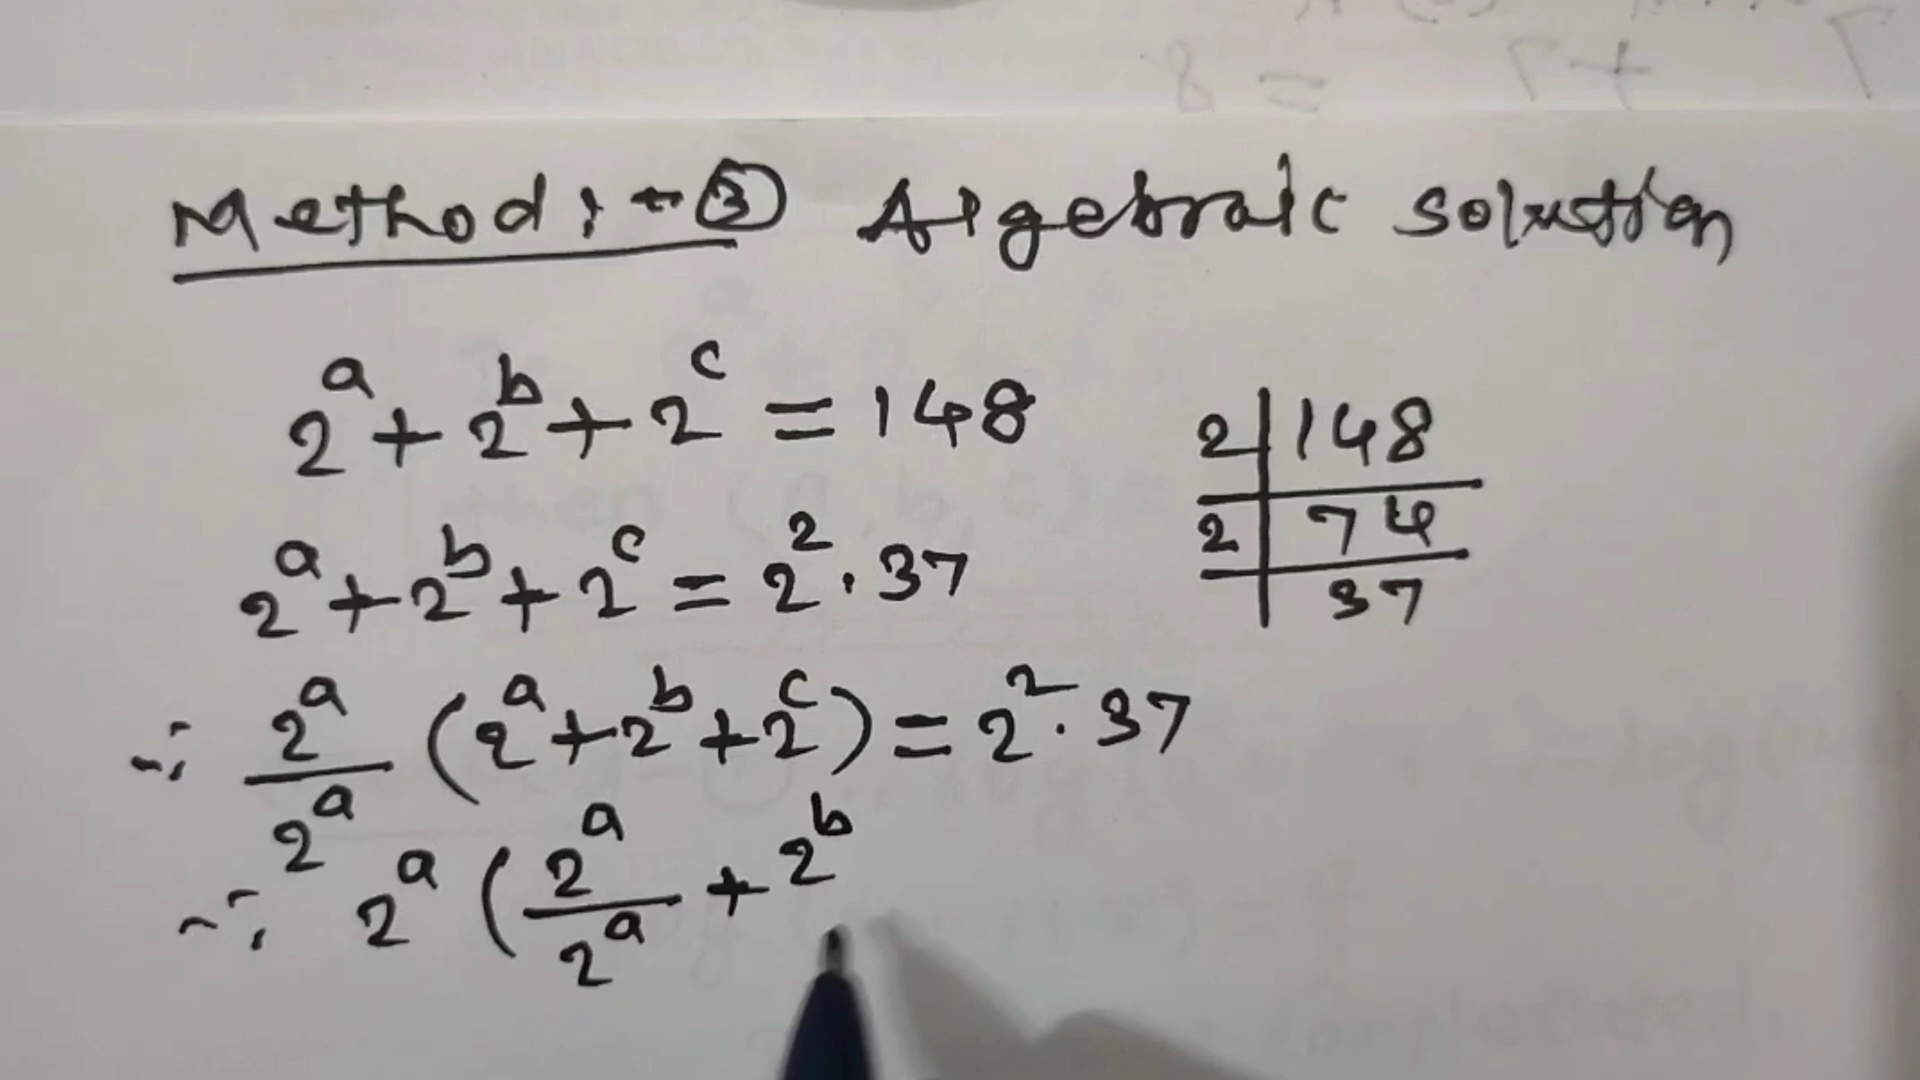 Method:-③ Algebraic solution
2^a + 2^b + 2^c = 148
2 | 148
2^a + 2^b + 2^c = 2^2 . 37
2 | 74
37
∴ 2^a/2^a (2^a + 2^b + 2^c) = 2^2 . 37
∴ 2^a (2^a/2^a + 2^b